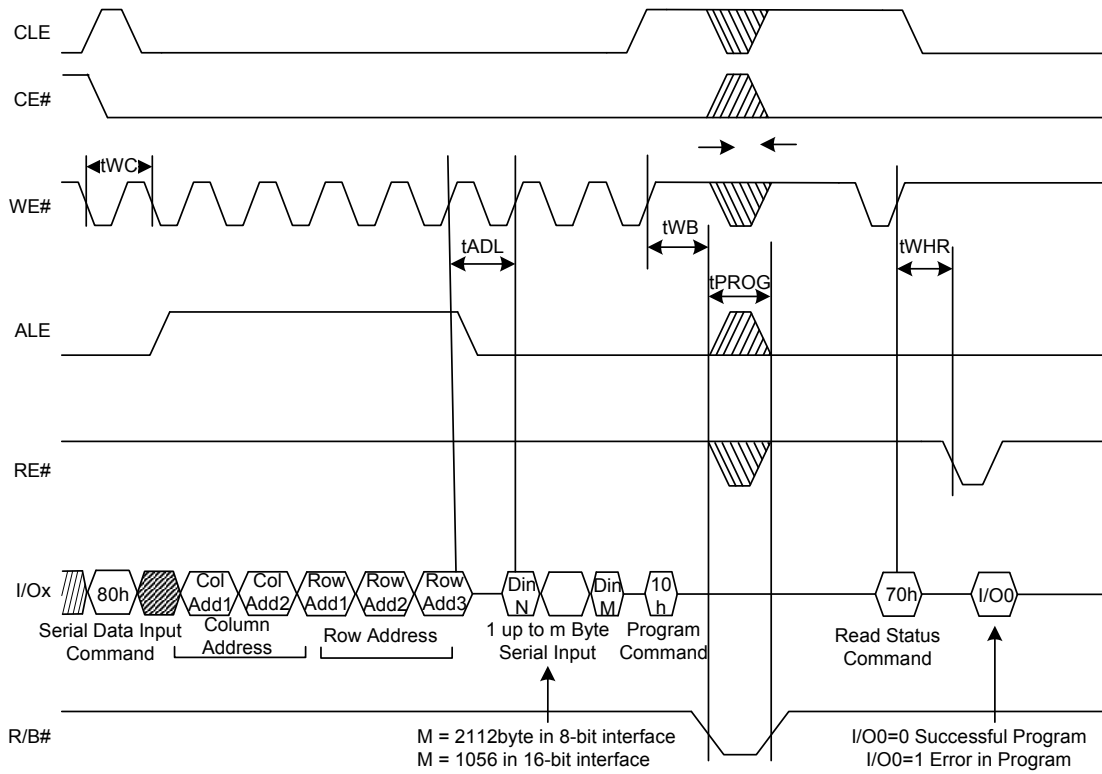 CLE
CE#
tWC
WE#
tADL
tWB
tWHR
tPROG
ALE
RE#
I/Ox
80h
Col
Add1
Col
Add2
Row
Add1
Row
Add2
Row
Add3
Din
N
Din
M
10
h
70h
I/O0
Serial Data Input
Command
Column
Address
Row Address
1 up to m Byte
Serial Input
Program
Command
Read Status
Command
R/B#
M = 2112byte in 8-bit interface
M = 1056 in 16-bit interface
I/O0=0 Successful Program
I/O0=1 Error in Program